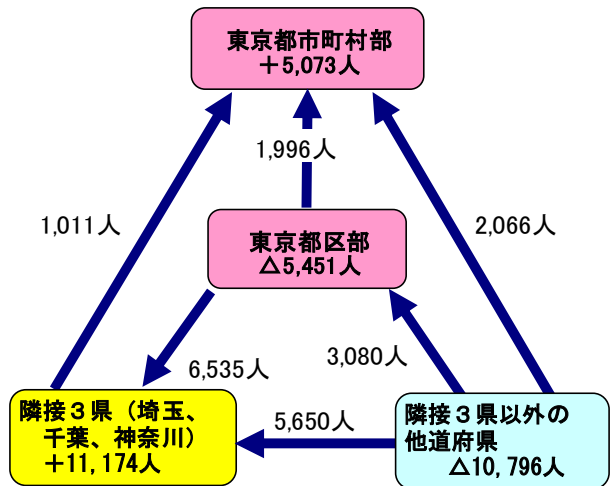 東京都市町村部
＋5,073人
1,996人
1,011人
2,066人
東京都区部
△5,451人
6,535人
3,080人
隣接３県（埼玉、
千葉、神奈川）
＋11,174人
5,650人
隣接３県以外の
他道府県
△10,796人